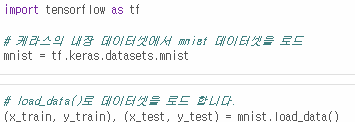 import tensorflow as tf
# 케라스의 내장 데이터셋에서 mnist 데이터셋을 로드
mnist = tf.keras.datasets.mnist
# load_data()로 데이터셋을 로드 합니다.
(x_train, y_train), (x_test, y_test) = mnist.load_data()